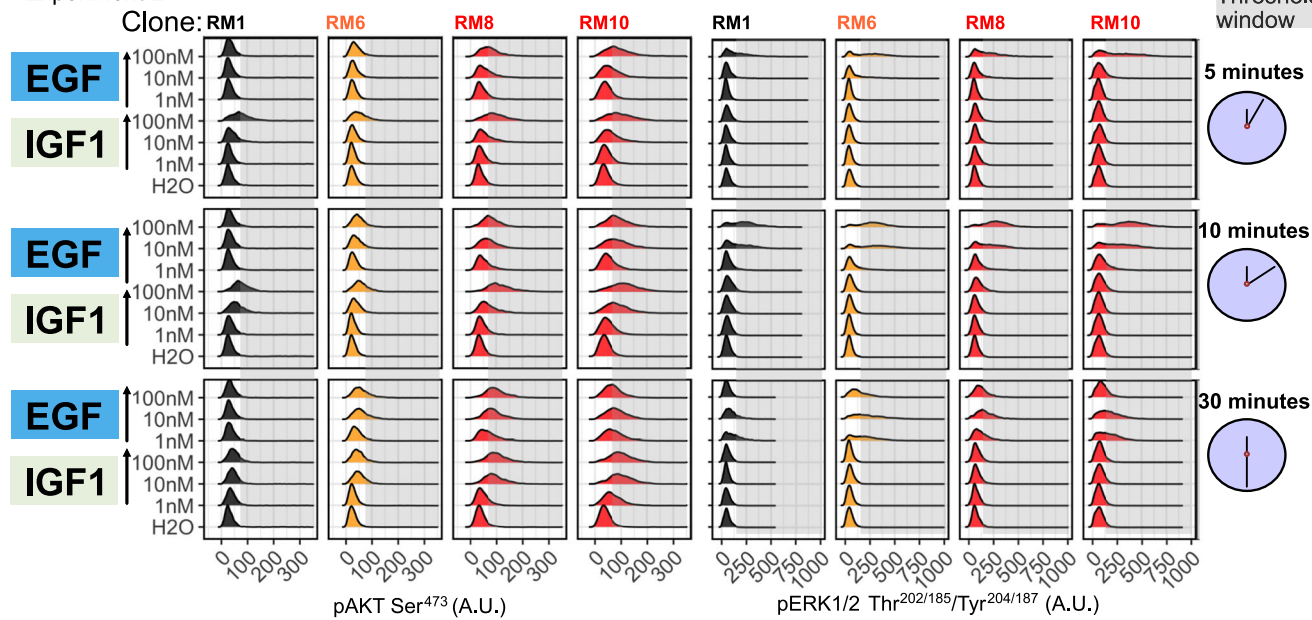 Clone: RM1 RM6 RM8 RM10 RM1 RM6 RM8 RM10
window
EGF
IGF1
100nM
10nM
1nM
100nM
10nM
1nM
H2O
5 minutes
EGF
IGF1
100nM
10nM
1nM
100nM
10nM
1nM
H2O
10 minutes
EGF
IGF1
100nM
10nM
1nM
100nM
10nM
1nM
H2O
30 minutes
0 100 200 300 0 100 200 300 0 100 200 300 0 100 200 300 0 250 500 750 1000 0 250 500 750 1000 0 250 500 750 1000 0 250 500 750 1000
pAKT Ser473 (A.U.)
pERK1/2 Thr202/185/Tyr204/187 (A.U.)